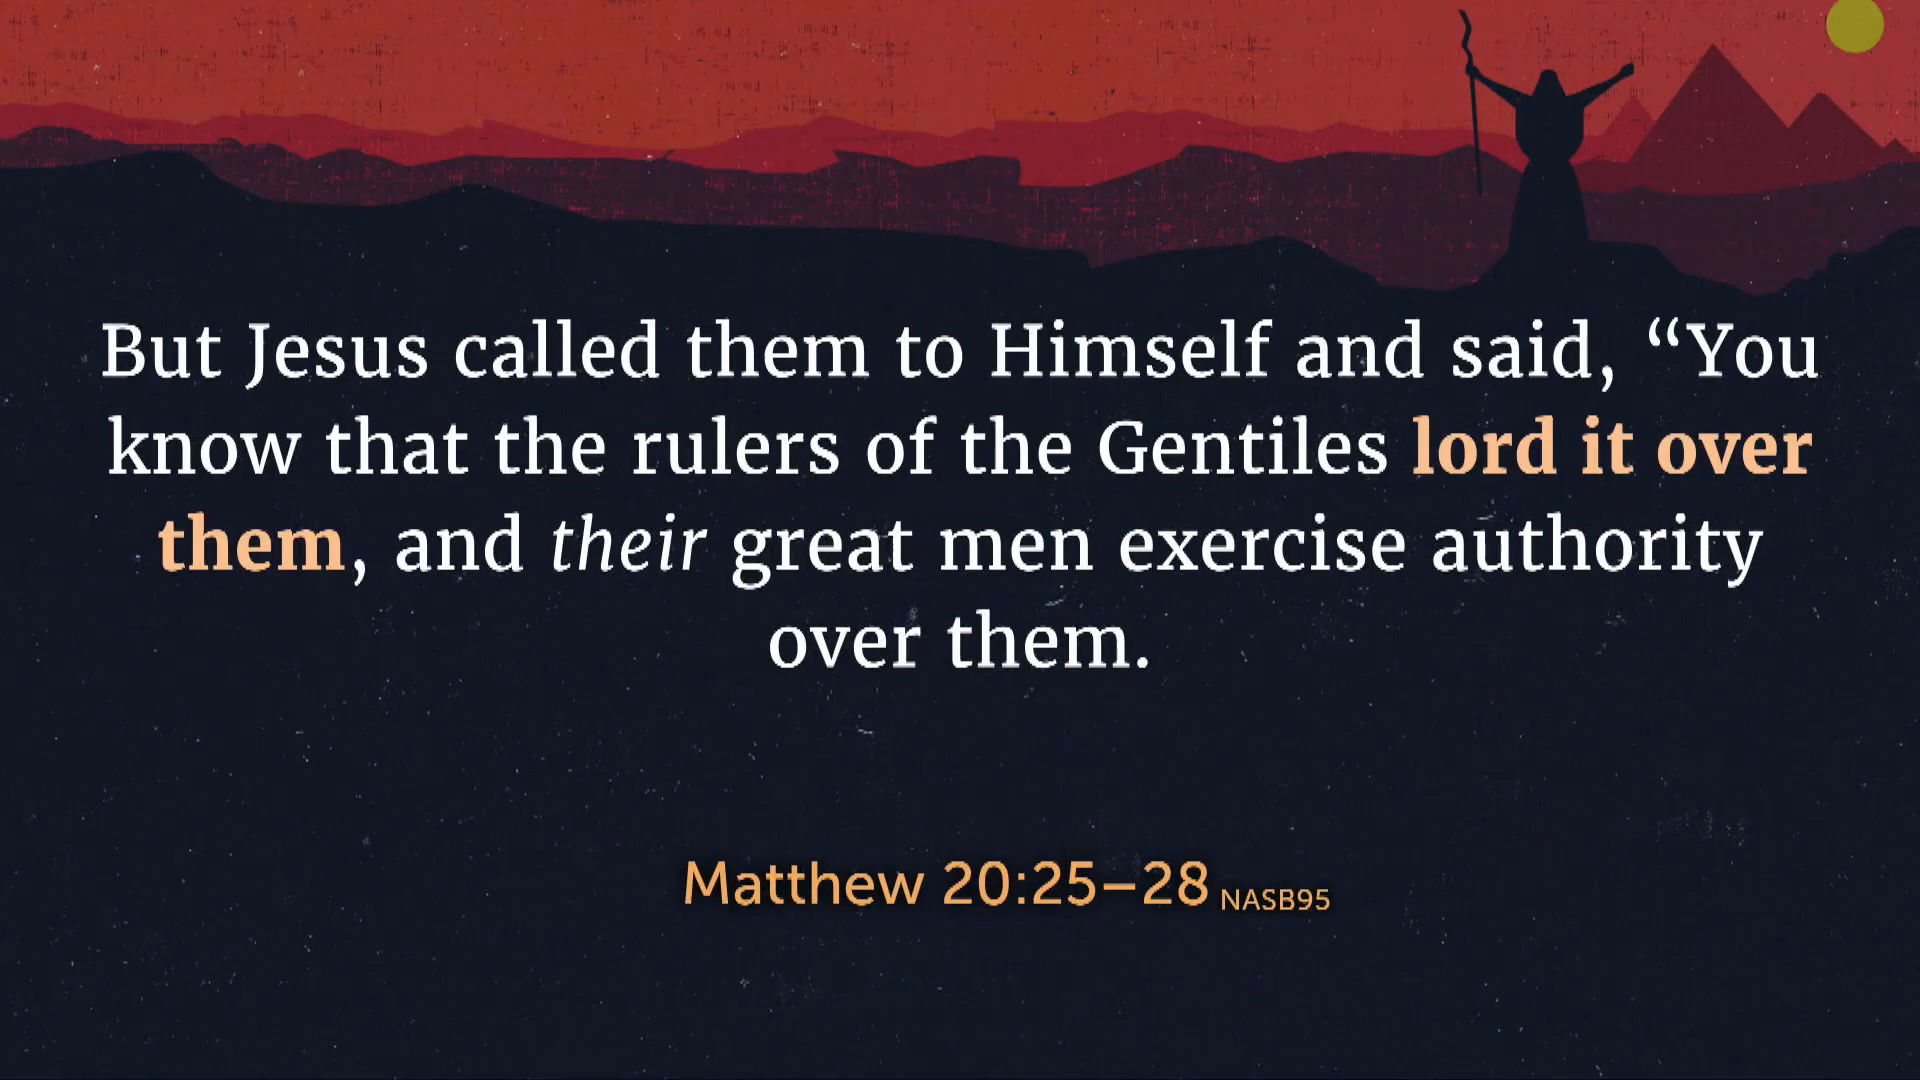 But Jesus called them to Himself and said, “You
know that the rulers of the Gentiles lord it over
them, and their great men exercise authority
over them.
Matthew 20:25–28 NASB95